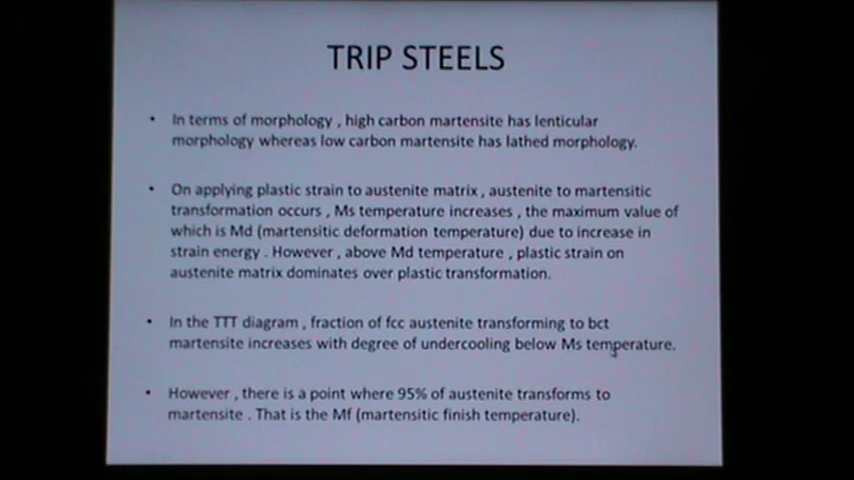 TRIP STEELS
• In terms of morphology , high carbon martensite has lenticular
morphology whereas low carbon martensite has lathed morphology.
• On applying plastic strain to austenite matrix , austenite to martensitic
transformation occurs , Ms temperature increases , the maximum value of
which is Md (martensitic deformation temperature) due to increase in
strain energy . However , above Md temperature , plastic strain on
austenite matrix dominates over plastic transformation.
• In the TTT diagram , fraction of fcc austenite transforming to bct
martensite increases with degree of undercooling below Ms temperature.
• However , there is a point where 95% of austenite transforms to
martensite . That is the Mf (martensitic finish temperature).